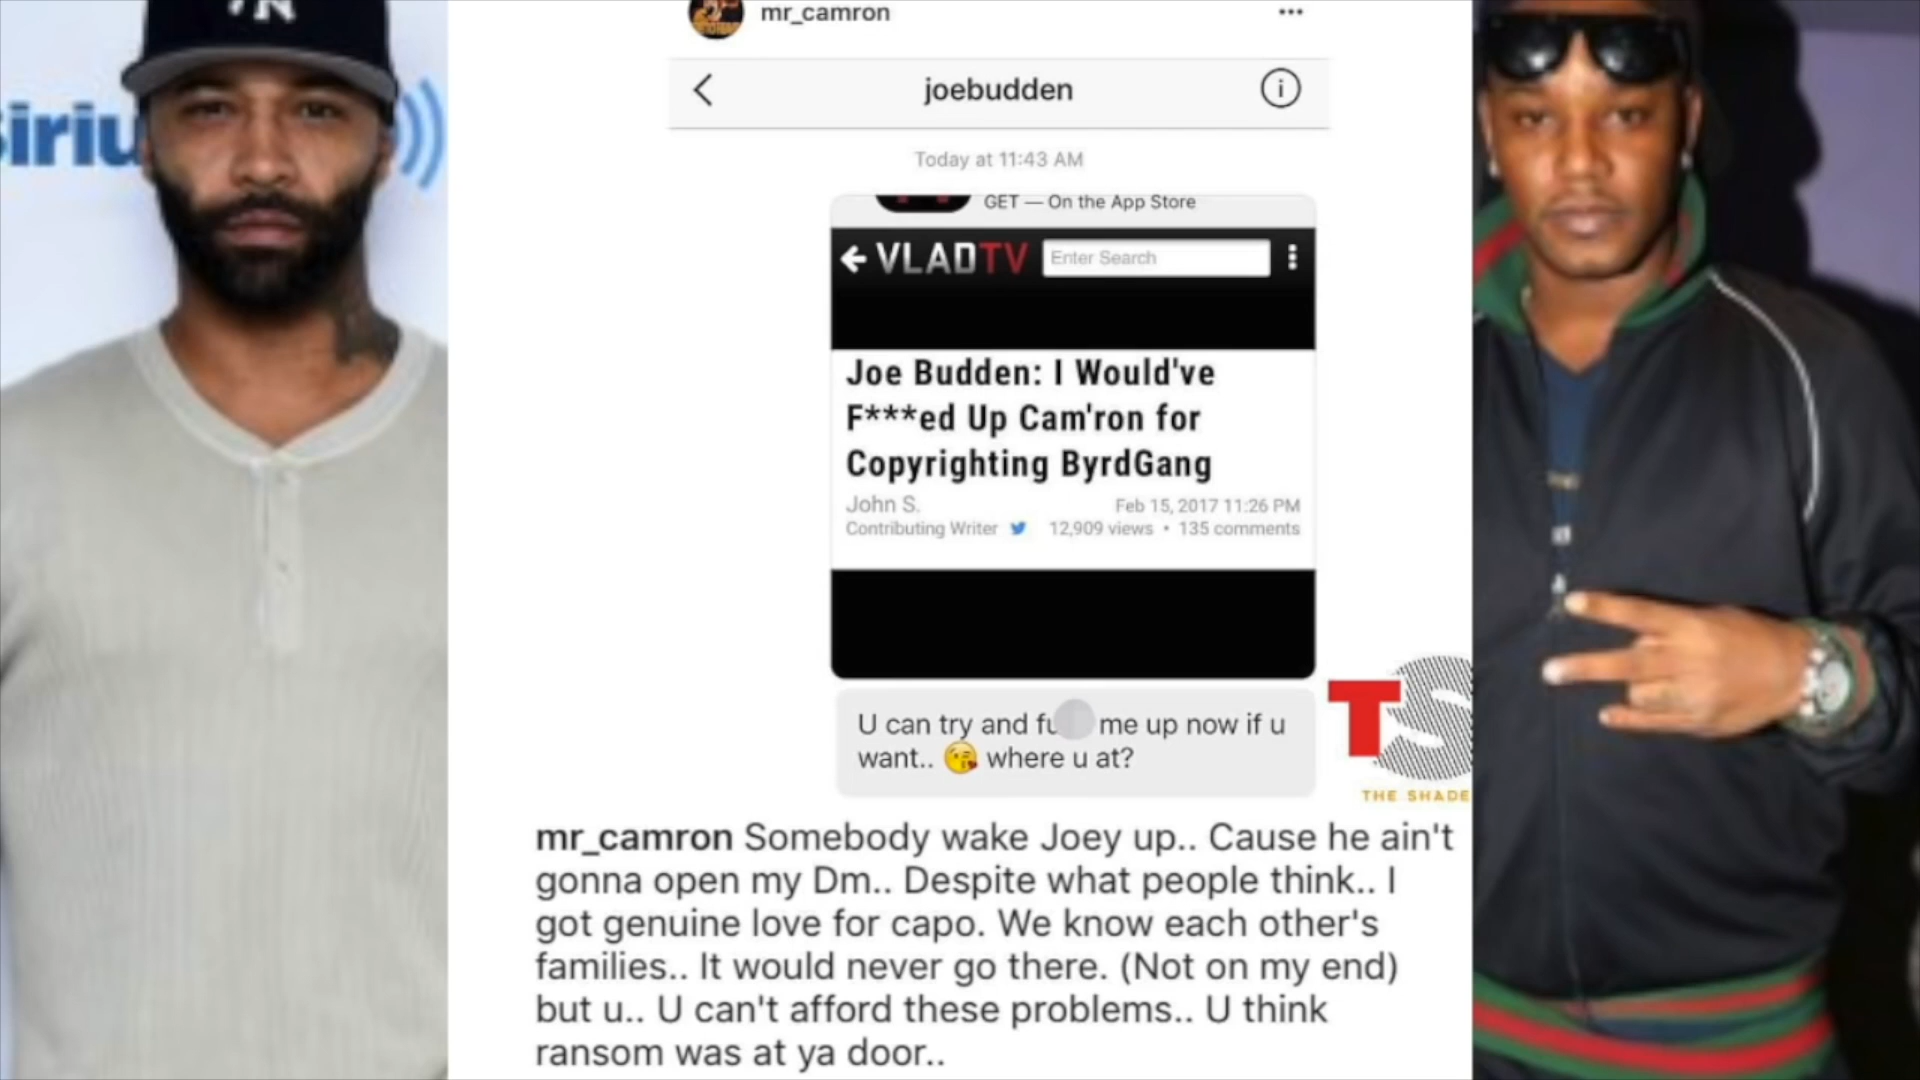 NY
Siriu
mr_camron
joebudden
Today at 11:43 AM
GET — On the App Store
VLADTV Enter Search
Joe Budden: I Would've
F***ed Up Cam'ron for
Copyrighting ByrdGang
John S. Feb 15, 2017 11:26 PM
Contributing Writer 12,909 views • 135 comments
U can try and fu me up now if u
want.. 😘 where u at?
TS
THE SHADE
mr_camron Somebody wake Joey up.. Cause he ain't
gonna open my Dm.. Despite what people think.. I
got genuine love for capo. We know each other's
families.. It would never go there. (Not on my end)
but u.. U can't afford these problems.. U think
ransom was at ya door..